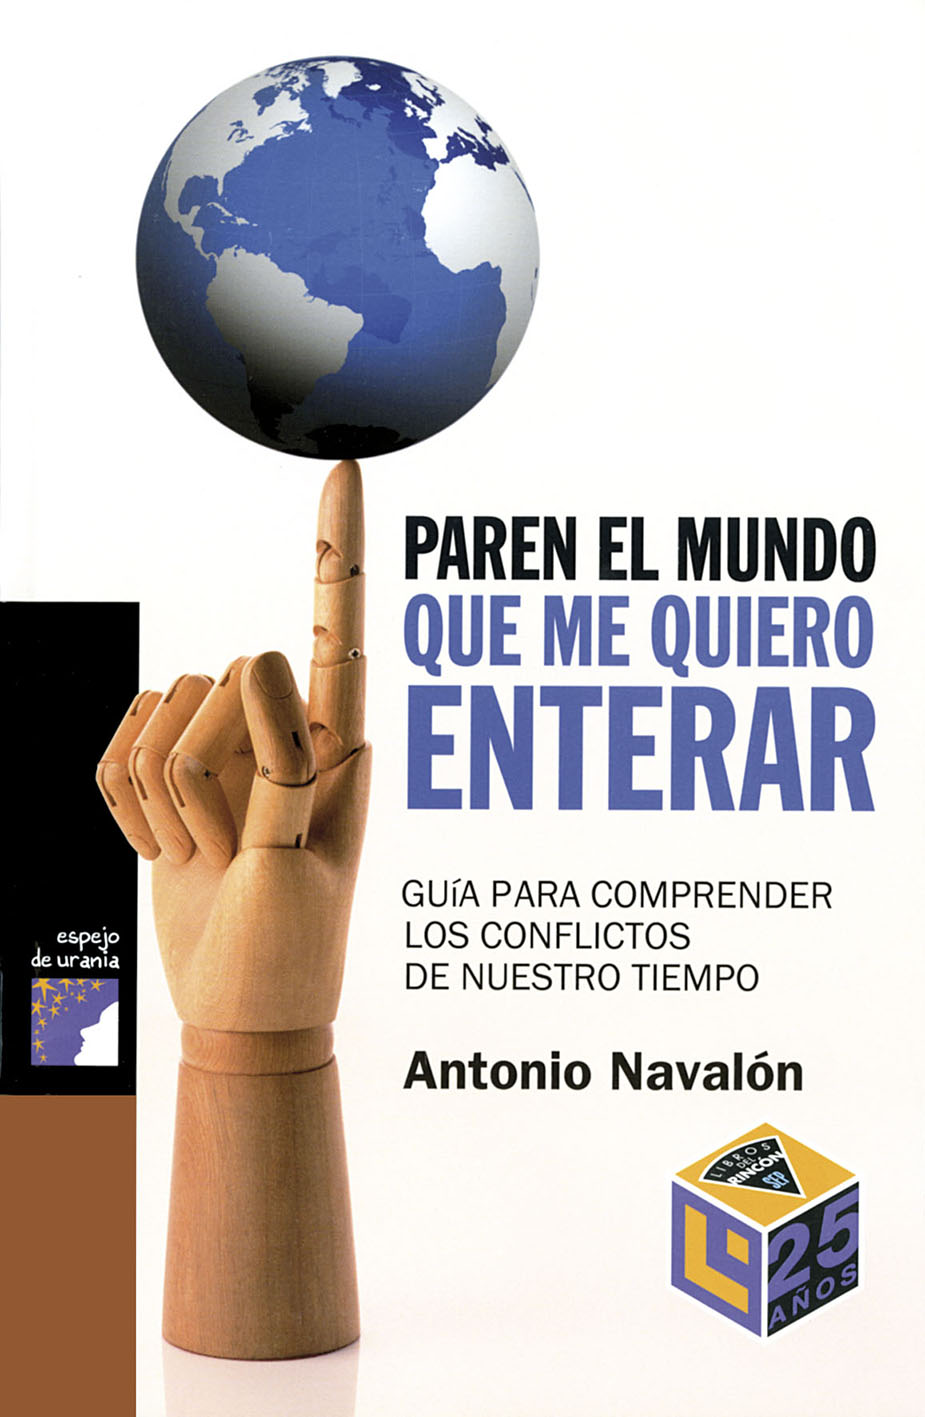 PAREN EL MUNDO
QUE ME QUIERO
ENTERAR
GUíA PARA COMPRENDER
LOS CONFLICTOS
DE NUESTRO TIEMPO
Antonio Navalón
espejo
de urania
LIBROS
DEL
RINCÓN
SEP
25
AÑOS